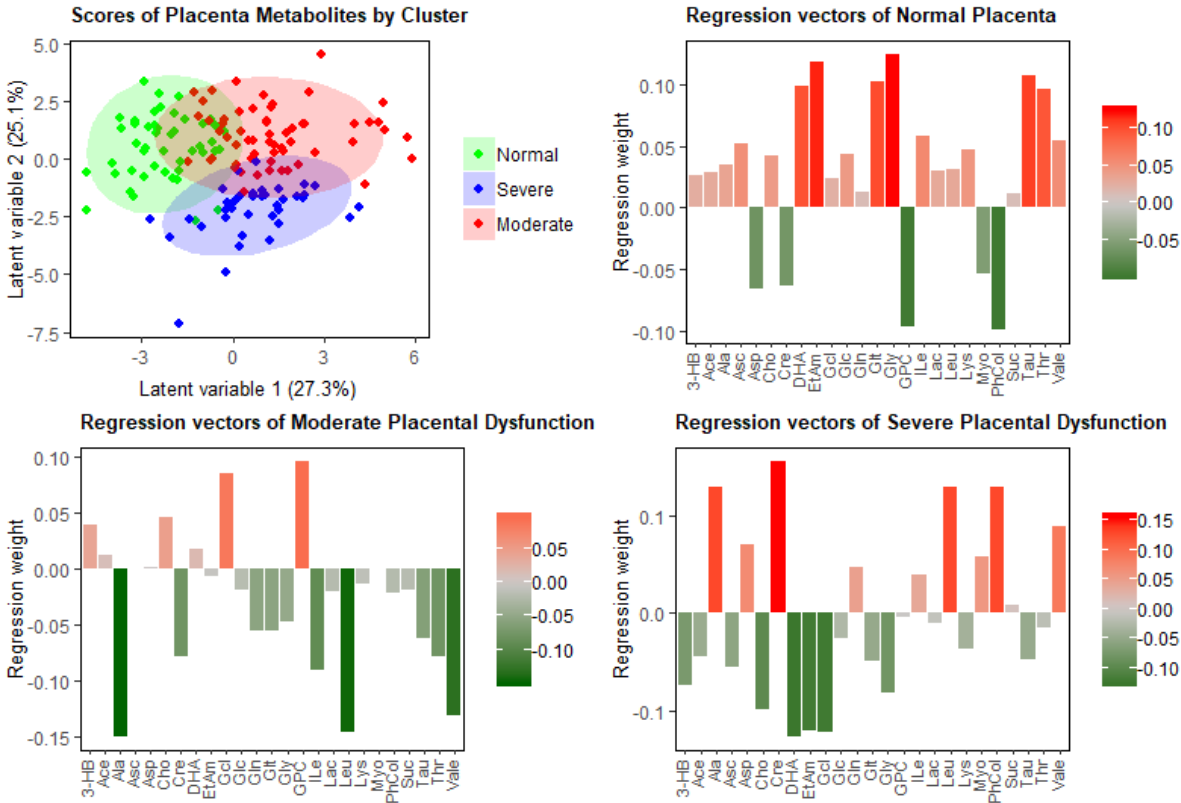 Scores of Placenta Metabolites by Cluster
Latent variable 2 (25.1%)
5.0
2.5
0.0
-2.5
-5.0
-7.5
-3
0
3
6
Latent variable 1 (27.3%)
Normal
Severe
Moderate
Regression vectors of Normal Placenta
Regression weight
0.10
0.05
0.00
-0.05
-0.10
3-HB
Ace
Ala
Asc
Asp
Cho
Cre
DHA
EtAm
Gcl
Glc
Gln
Glt
Gly
GPC
ILe
Lac
Leu
Lys
Myo
PhCol
Suc
Tau
Thr
Vale
0.10
0.05
0.00
-0.05
Regression vectors of Moderate Placental Dysfunction
Regression weight
0.10
0.05
0.00
-0.05
-0.10
-0.15
3-HB
Ace
Ala
Asc
Asp
Cho
Cre
DHA
EtAm
Gcl
Glc
Gln
Glt
Gly
GPC
ILe
Lac
Leu
Lys
Myo
PhCol
Suc
Tau
Thr
Vale
0.05
0.00
-0.05
-0.10
Regression vectors of Severe Placental Dysfunction
Regression weight
0.1
0.0
-0.1
3-HB
Ace
Ala
Asc
Asp
Cho
Cre
DHA
EtAm
Gcl
Glc
Gln
Glt
Gly
GPC
ILe
Lac
Leu
Lys
Myo
PhCol
Suc
Tau
Thr
Vale
0.15
0.10
0.05
0.00
-0.05
-0.10